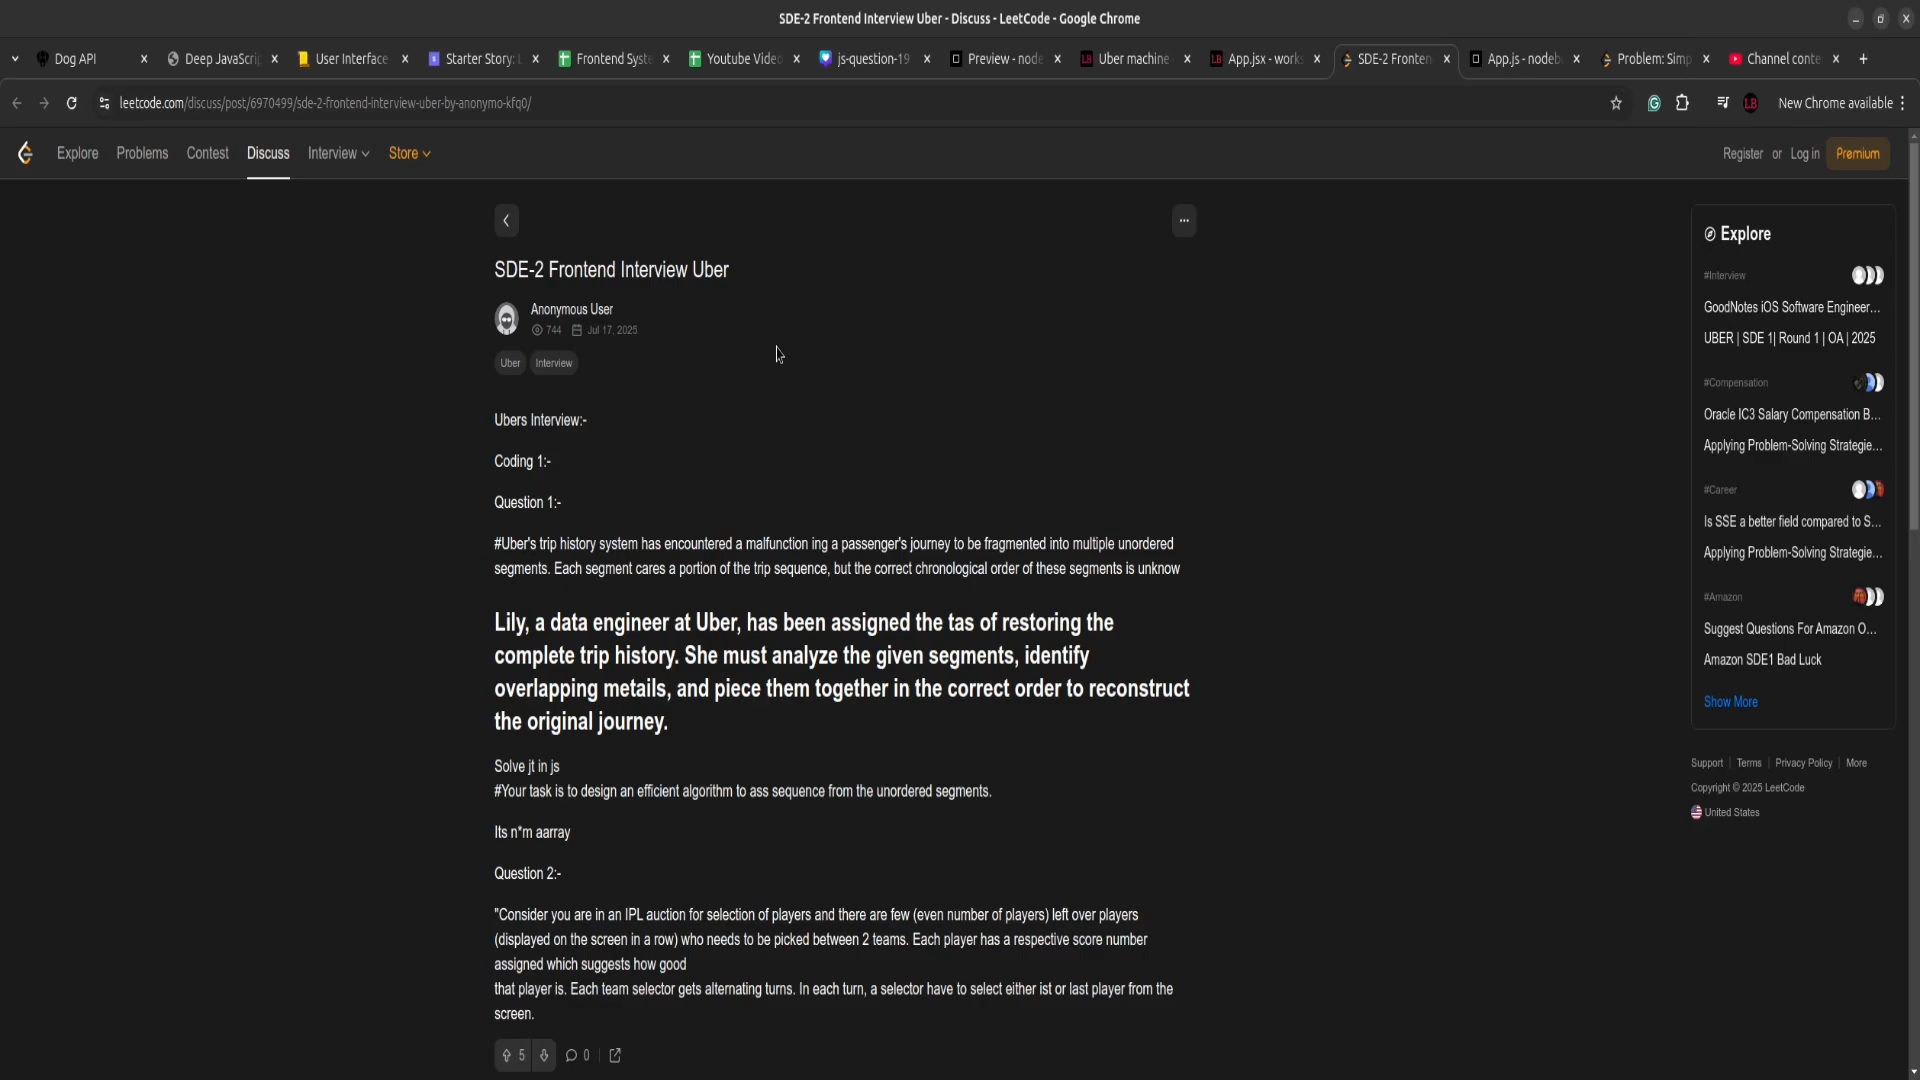 SDE-2 Frontend Interview Uber - Discuss - LeetCode - Google Chrome
Dog API
Deep JavaScri
User Interface
Starter Story: L
Frontend Syste
Youtube Video
js-question-19
Preview - node
Uber machine
App.jsx - works
SDE-2 Fronten
App.js - nodeb
Problem: Simp
Channel conte
leetcode.com/discuss/post/6970499/sde-2-frontend-interview-uber-by-anonymo-kfq0/
LB
New Chrome available
Explore Problems Contest Discuss Interview Store
Register or Log in Premium
SDE-2 Frontend Interview Uber
Anonymous User
744 Jul 17, 2025
Uber Interview
Ubers Interview:-
Coding 1:-
Question 1:-
#Uber's trip history system has encountered a malfunction ing a passenger's journey to be fragmented into multiple unordered
segments. Each segment cares a portion of the trip sequence, but the correct chronological order of these segments is unknow
Lily, a data engineer at Uber, has been assigned the tas of restoring the
complete trip history. She must analyze the given segments, identify
overlapping metails, and piece them together in the correct order to reconstruct
the original journey.
Solve jt in js
#Your task is to design an efficient algorithm to ass sequence from the unordered segments.
Its n*m aarray
Question 2:-
"Consider you are in an IPL auction for selection of players and there are few (even number of players) left over players
(displayed on the screen in a row) who needs to be picked between 2 teams. Each player has a respective score number
assigned which suggests how good
that player is. Each team selector gets alternating turns. In each turn, a selector have to select either ist or last player from the
screen.
5 0
Explore
#Interview
GoodNotes iOS Software Engineer...
UBER | SDE 1| Round 1 | OA | 2025
#Compensation
Oracle IC3 Salary Compensation B...
Applying Problem-Solving Strategie...
#Career
Is SSE a better field compared to S...
Applying Problem-Solving Strategie...
#Amazon
Suggest Questions For Amazon O...
Amazon SDE1 Bad Luck
Show More
Support | Terms | Privacy Policy | More
Copyright © 2025 LeetCode
United States